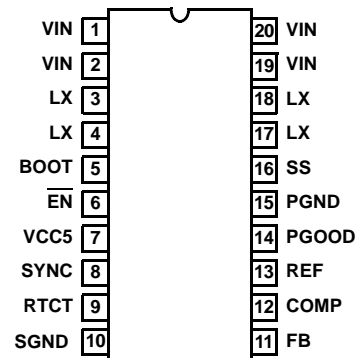 VIN 1 20 VIN
VIN 2 19 VIN
LX 3 18 LX
LX 4 17 LX
BOOT 5 16 SS
EN 6 15 PGND
VCC5 7 14 PGOOD
SYNC 8 13 REF
RTCT 9 12 COMP
SGND 10 11 FB